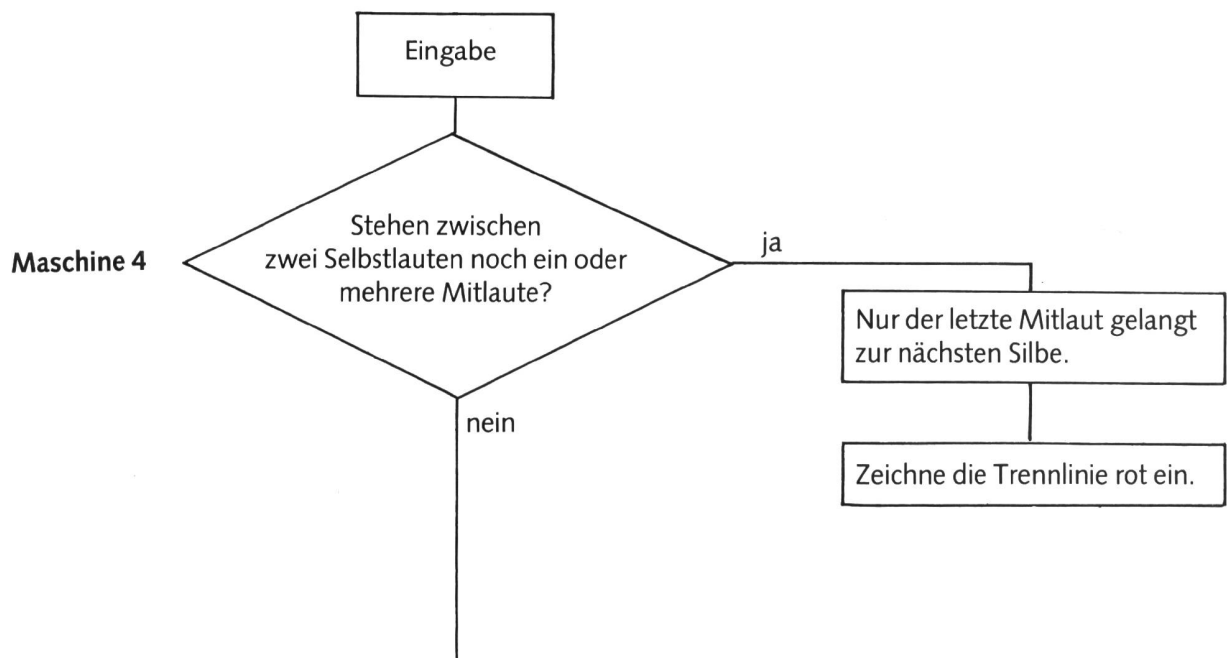 Eingabe
Stehen zwischen
zwei Selbstlauten noch ein oder
mehrere Mitlaute?
Maschine 4
ja
Nur der letzte Mitlaut gelangt
zur nächsten Silbe.
nein
Zeichne die Trennlinie rot ein.